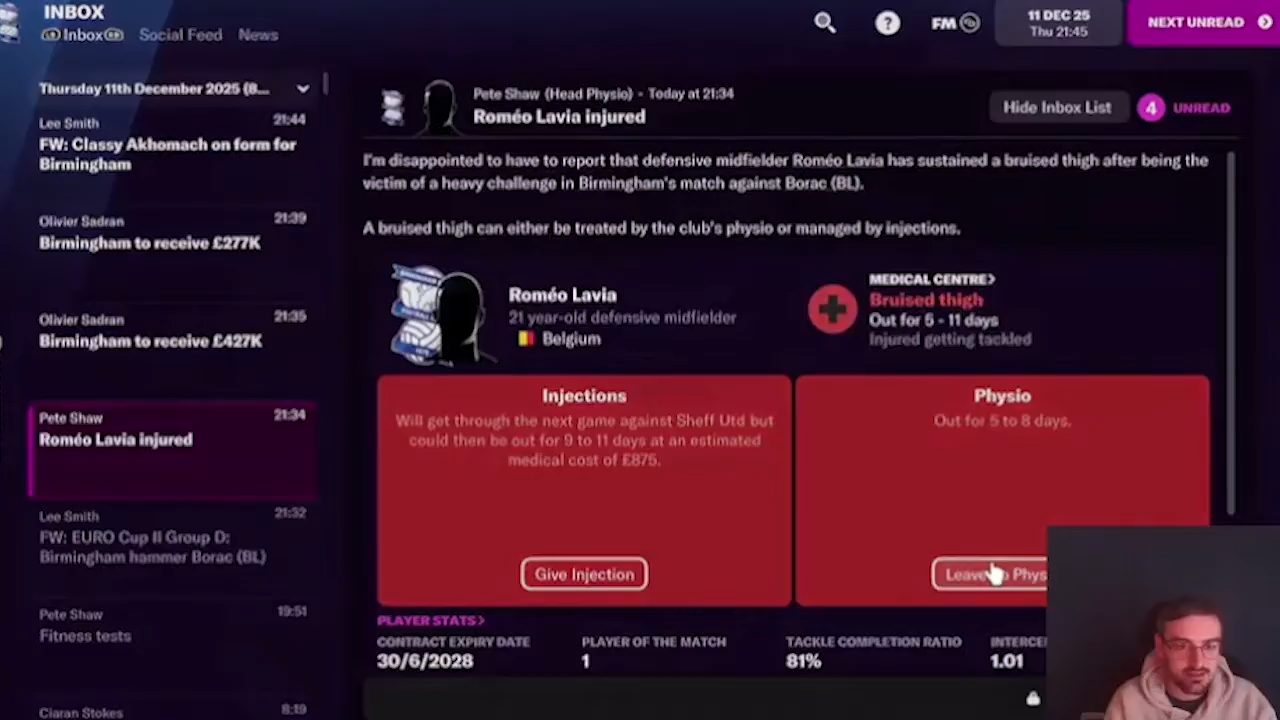 INBOX
Inbox
Social Feed
News
FM
11 DEC 25
Thu 21:45
NEXT UNREAD
Thursday 11th December 2025 (8...
Lee Smith
21:44
FW: Classy Akhomach on form for
Birmingham
Olivier Sadran
21:39
Birmingham to receive £277K
Olivier Sadran
21:35
Birmingham to receive £427K
Pete Shaw
21:34
Roméo Lavia injured
Lee Smith
21:32
FW: EURO Cup II Group D:
Birmingham hammer Borac (BL)
Pete Shaw
19:51
Fitness tests
Ciaran Stokes
8:19
Pete Shaw (Head Physio) - Today at 21:34
Roméo Lavia injured
Hide Inbox List
4 UNREAD
I'm disappointed to have to report that defensive midfielder Roméo Lavia has sustained a bruised thigh after being the
victim of a heavy challenge in Birmingham's match against Borac (BL).
A bruised thigh can either be treated by the club's physio or managed by injections.
Roméo Lavia
21 year-old defensive midfielder
Belgium
MEDICAL CENTRE>
Bruised thigh
Out for 5 - 11 days
Injured getting tackled
Injections
Will get through the next game against Sheff Utd but
could then be out for 9 to 11 days at an estimated
medical cost of £875.
Give Injection
Physio
Out for 5 to 8 days.
PLAYER STATS>
CONTRACT EXPIRY DATE
30/6/2028
PLAYER OF THE MATCH
1
TACKLE COMPLETION RATIO
81%
1.01